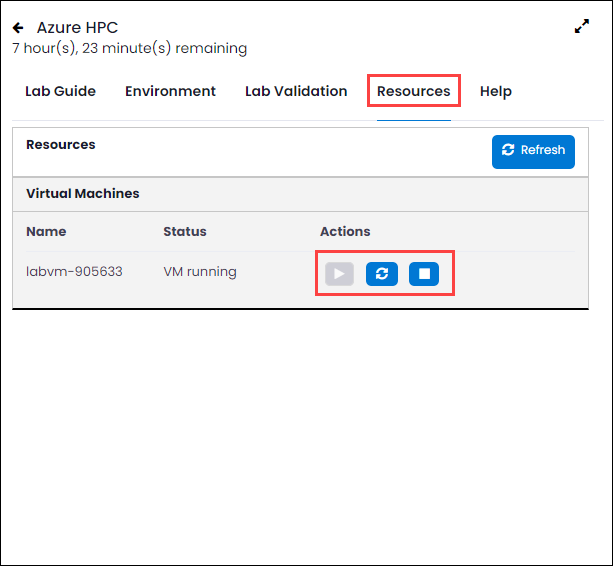 Azure HPC
7 hour(s), 23 minute(s) remaining
Lab Guide Environment Lab Validation Resources Help
Resources
Refresh
Virtual Machines
Name Status Actions
labvm-905633 VM running